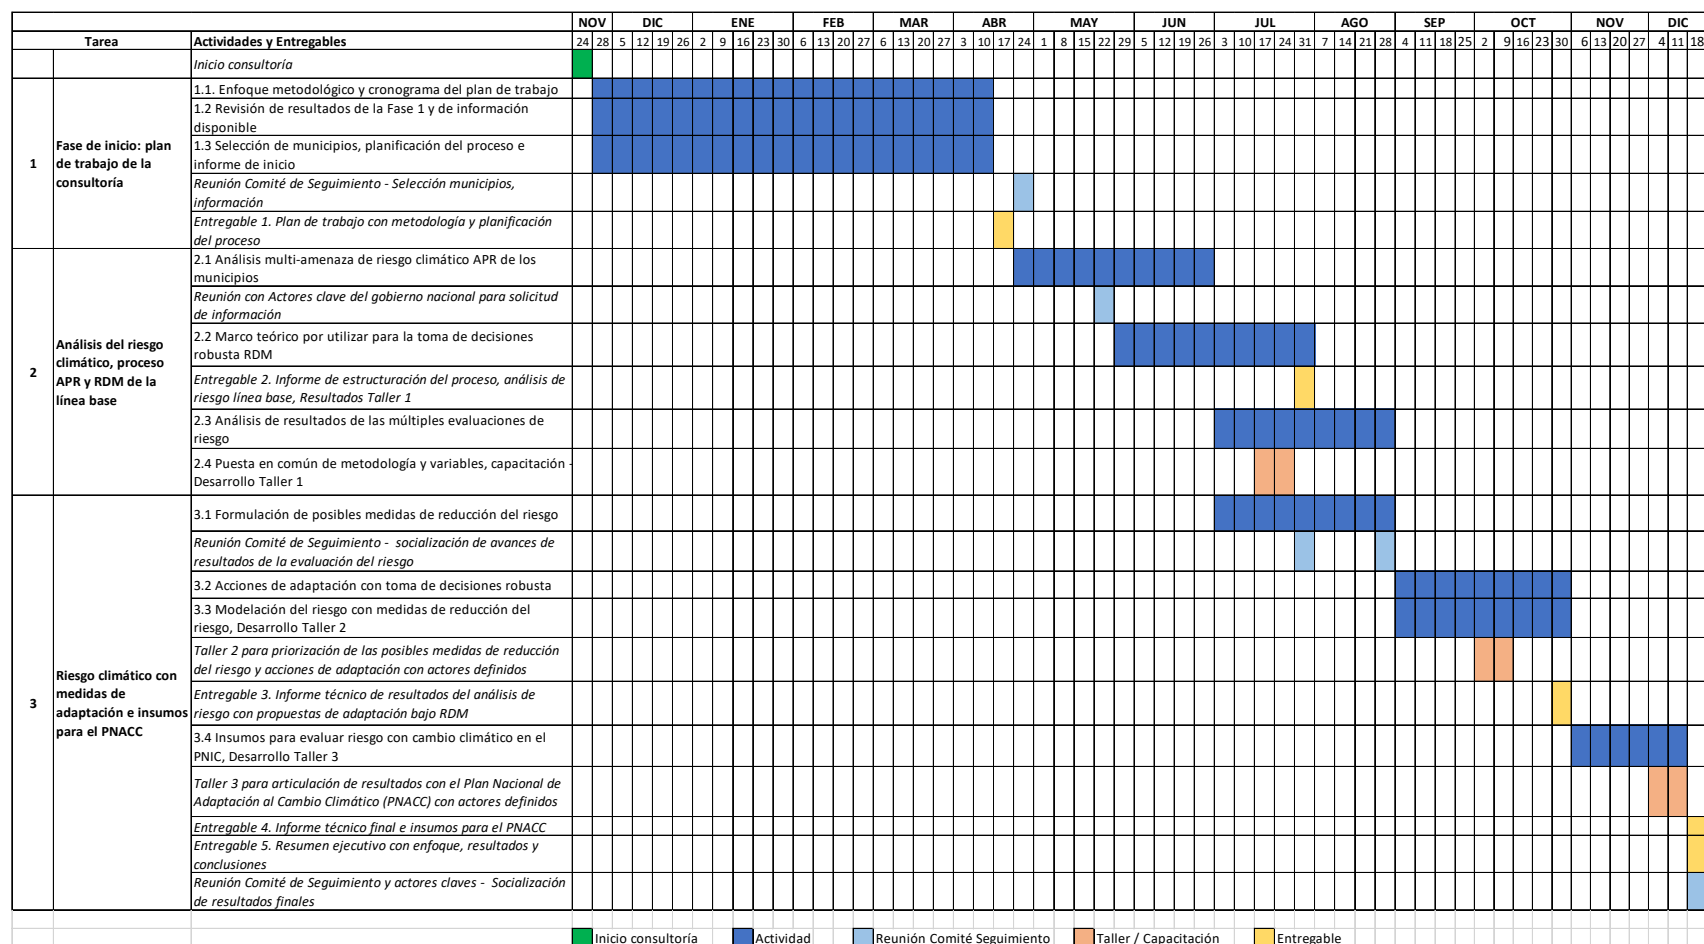 NOV DIC ENE FEB MAR ABR MAY JUN JUL AGO SEP OCT NOV DIC
Tarea Actividades y Entregables 24 28 5 12 19 26 2 9 16 23 30 6 13 20 27 6 13 20 27 3 10 17 24 1 8 15 22 29 5 12 19 26 3 10 17 24 31 7 14 21 28 4 11 18 25 2 9 16 23 30 6 13 20 27 4 11 18
Inicio consultoría
1
Fase de inicio: plan
de trabajo de la
consultoría
1.1. Enfoque metodológico y cronograma del plan de trabajo
1.2 Revisión de resultados de la Fase 1 y de información
disponible
1.3 Selección de municipios, planificación del proceso e
informe de inicio
Reunión Comité de Seguimiento - Selección municipios,
información
Entregable 1. Plan de trabajo con metodología y planificación
del proceso
2
Análisis del riesgo
climático, proceso
APR y RDM de la
línea base
2.1 Análisis multi-amenaza de riesgo climático APR de los
municipios
Reunión con Actores clave del gobierno nacional para solicitud
de información
2.2 Marco teórico por utilizar para la toma de decisiones
robusta RDM
Entregable 2. Informe de estructuración del proceso, análisis de
riesgo línea base, Resultados Taller 1
2.3 Análisis de resultados de las múltiples evaluaciones de
riesgo
2.4 Puesta en común de metodología y variables, capacitación -
Desarrollo Taller 1
3
Riesgo climático con
medidas de
adaptación e insumos
para el PNACC
3.1 Formulación de posibles medidas de reducción del riesgo
Reunión Comité de Seguimiento - socialización de avances de
resultados de la evaluación del riesgo
3.2 Acciones de adaptación con toma de decisiones robusta
3.3 Modelación del riesgo con medidas de reducción del
riesgo, Desarrollo Taller 2
Taller 2 para priorización de las posibles medidas de reducción
del riesgo y acciones de adaptación con actores definidos
Entregable 3. Informe técnico de resultados del análisis de
riesgo con propuestas de adaptación bajo RDM
3.4 Insumos para evaluar riesgo con cambio climático en el
PNIC, Desarrollo Taller 3
Taller 3 para articulación de resultados con el Plan Nacional de
Adaptación al Cambio Climático (PNACC) con actores definidos
Entregable 4. Informe técnico final e insumos para el PNACC
Entregable 5. Resumen ejecutivo con enfoque, resultados y
conclusiones
Reunión Comité de Seguimiento y actores claves - Socialización
de resultados finales
Inicio consultoría Actividad Reunión Comité Seguimiento Taller / Capacitación Entregable